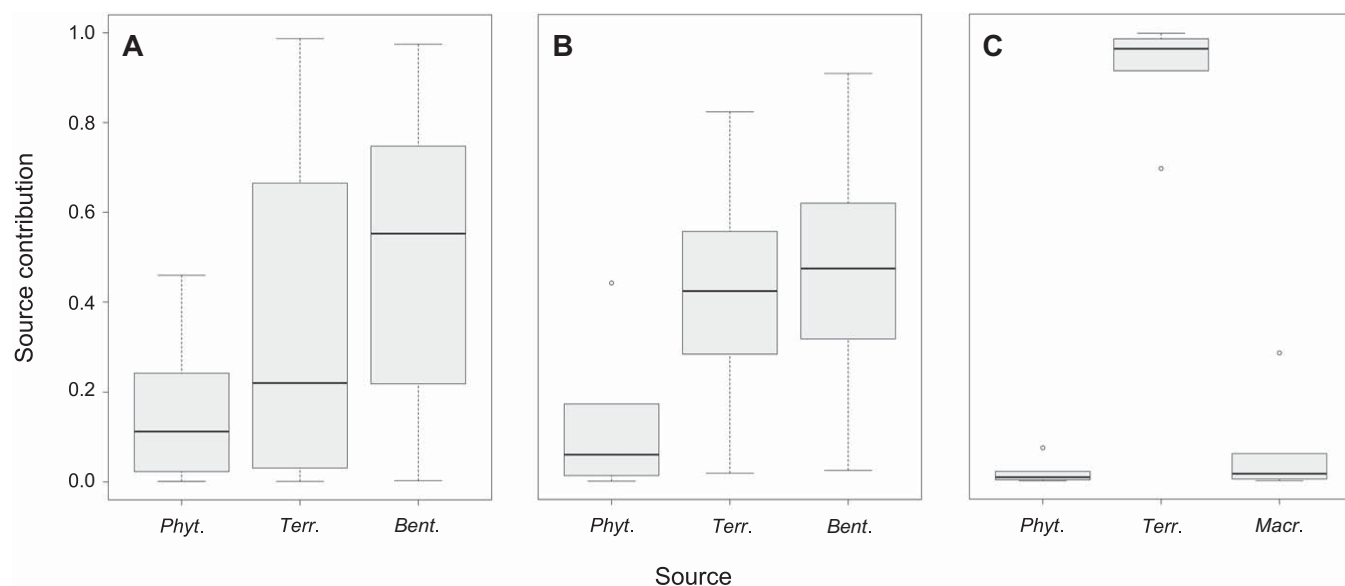 A
B
C
Source contribution
1.0
0.8
0.6
0.4
0.2
0.0
Phyt. Terr. Bent.
Phyt. Terr. Bent.
Phyt. Terr. Macr.
Source